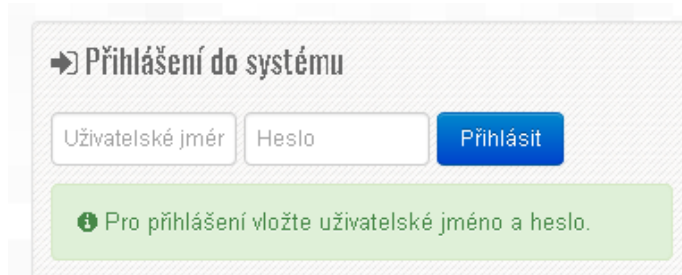 Přihlášení do systému
Uživatelské jmér Heslo Přihlásit
Pro přihlášení vložte uživatelské jméno a heslo.